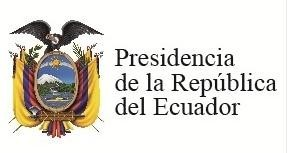 Presidencia
de la República
del Ecuador